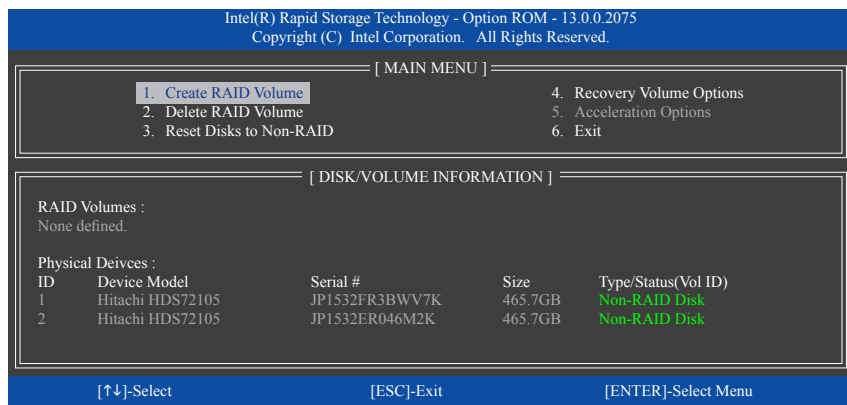 Intel(R) Rapid Storage Technology - Option ROM - 13.0.0.2075
Copyright (C) Intel Corporation. All Rights Reserved.
[ MAIN MENU ]
1. Create RAID Volume
2. Delete RAID Volume
3. Reset Disks to Non-RAID
4. Recovery Volume Options
5. Acceleration Options
6. Exit
[ DISK/VOLUME INFORMATION ]
RAID Volumes :
None defined.
Physical Deivces :
ID Device Model Serial # Size Type/Status(Vol ID)
1 Hitachi HDS72105 JP1532FR3BWV7K 465.7GB Non-RAID Disk
2 Hitachi HDS72105 JP1532ER046M2K 465.7GB Non-RAID Disk
[↑↓]-Select [ESC]-Exit [ENTER]-Select Menu